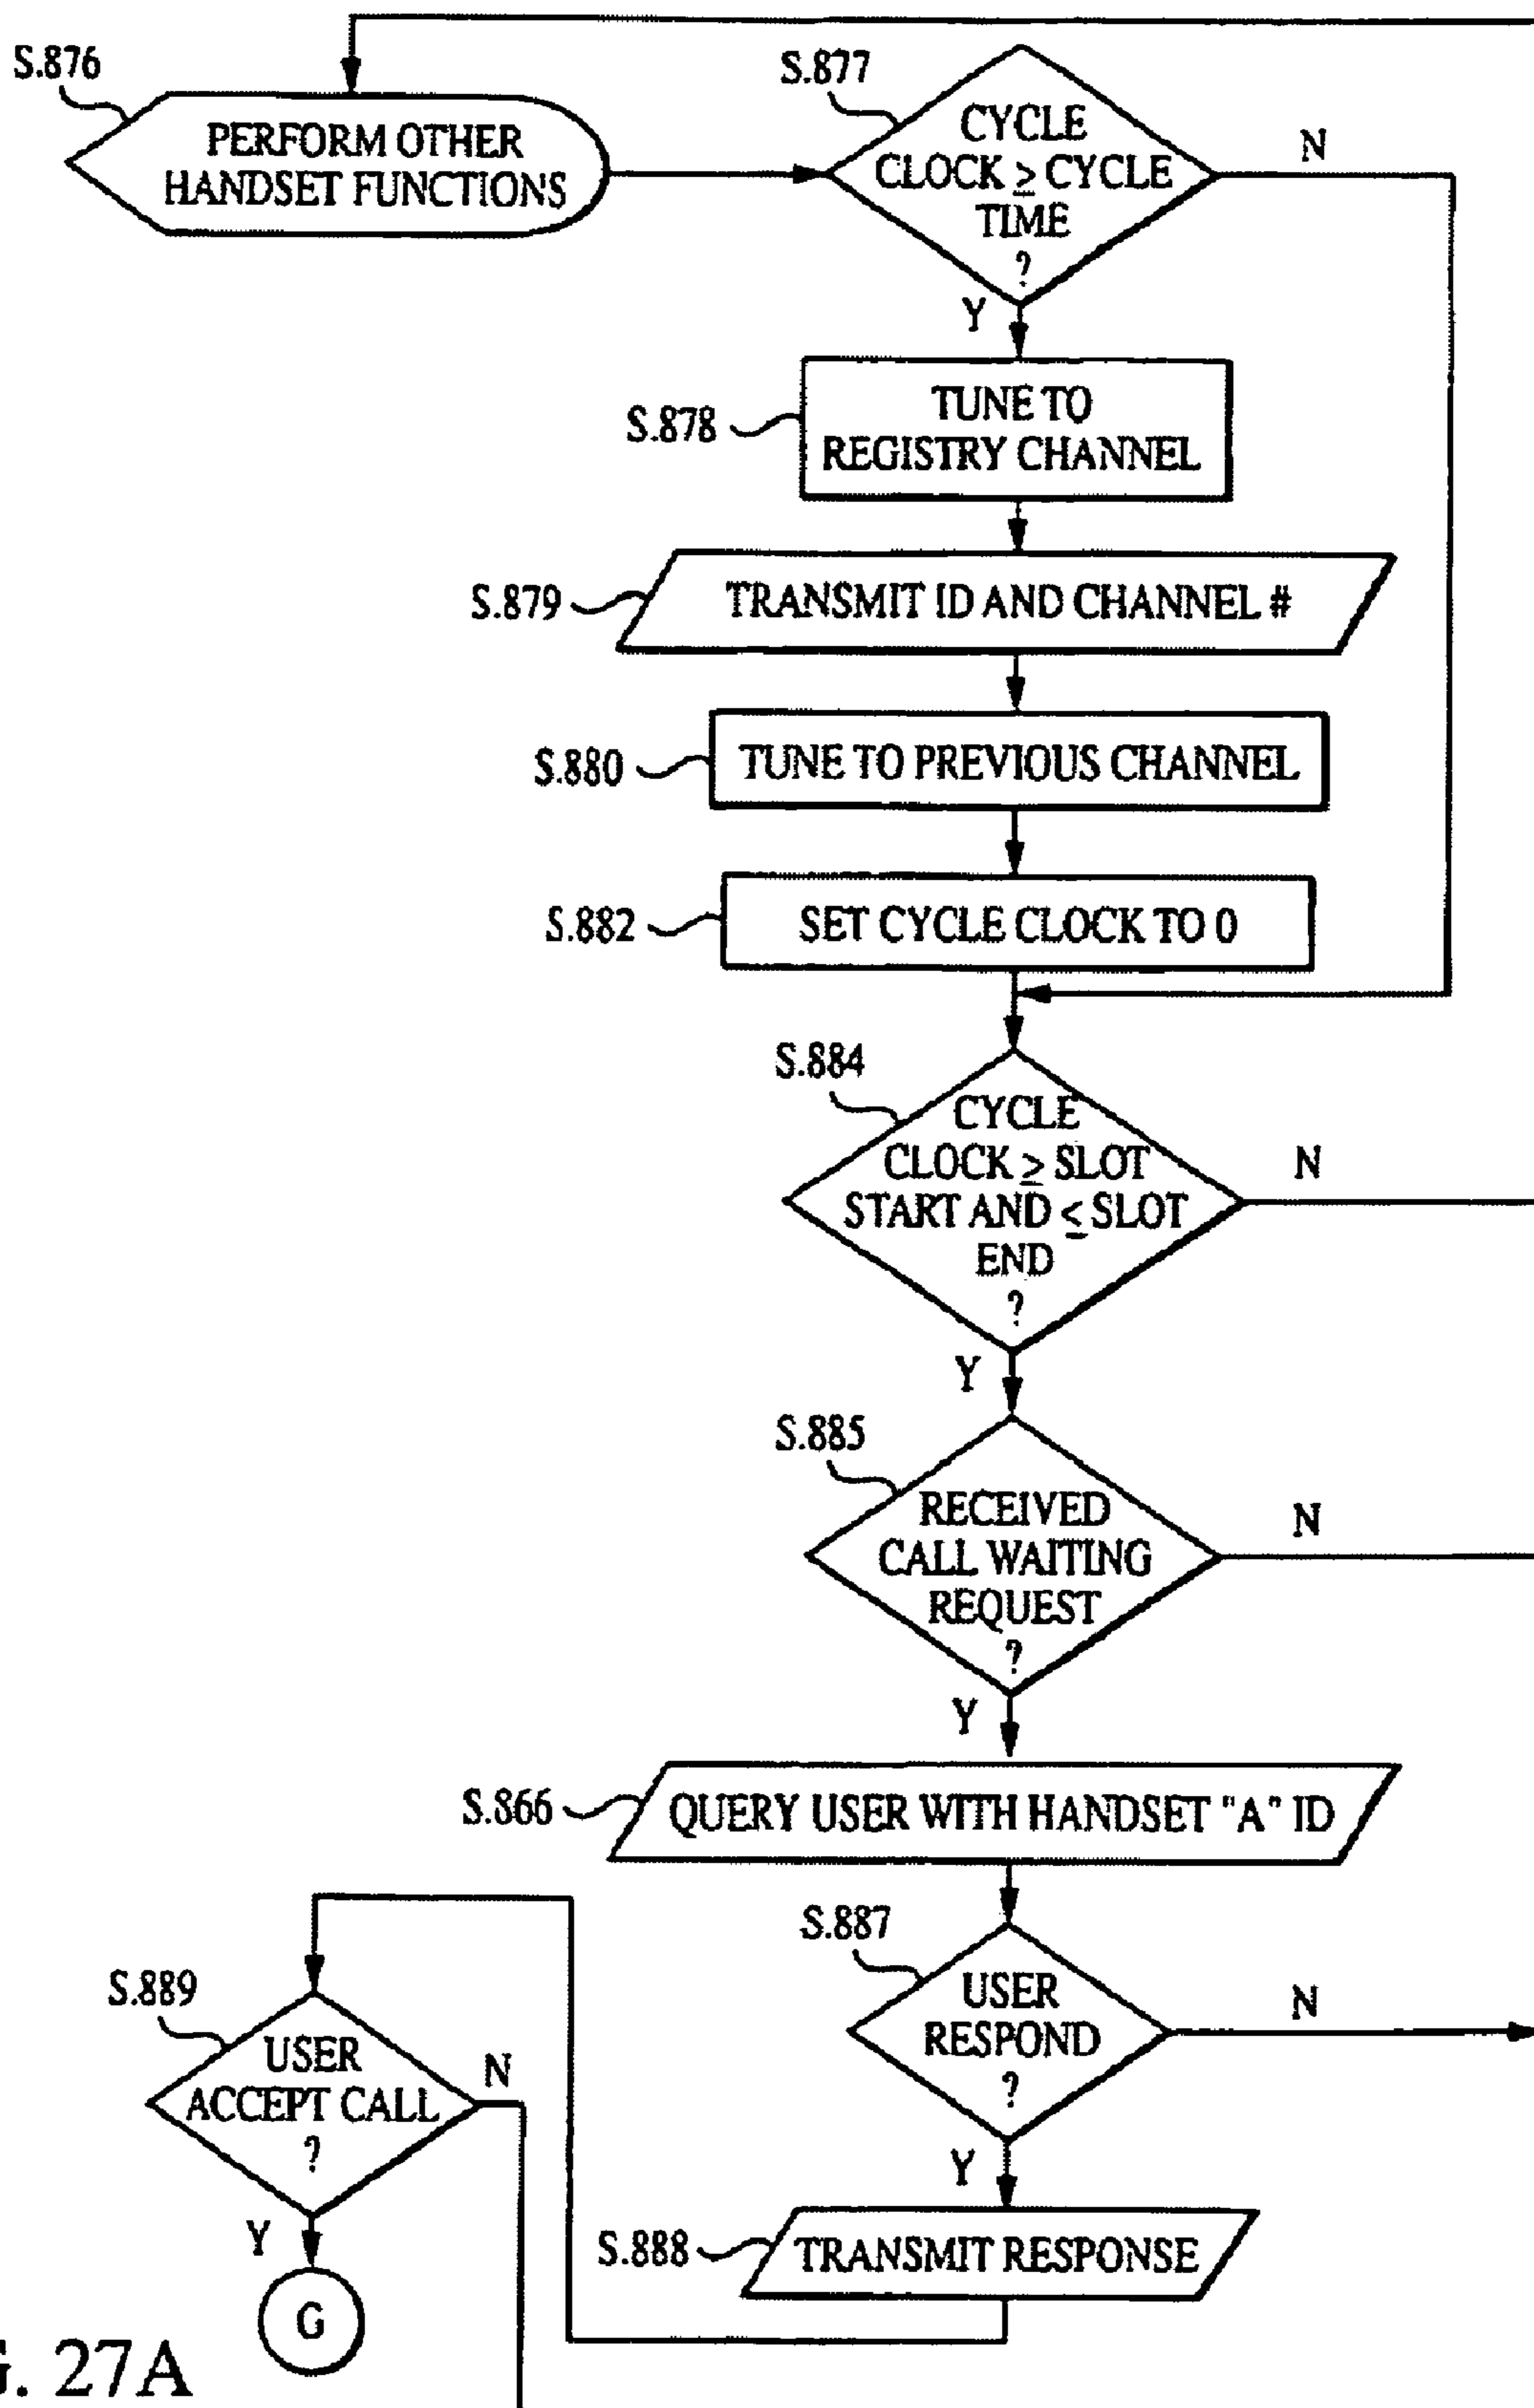 S.876
PERFORM OTHER
HANDSET FUNCTIONS
S.877
CYCLE
CLOCK ≥ CYCLE
TIME
?
N
Y
S.878
TUNE TO
REGISTRY CHANNEL
S.879
TRANSMIT ID AND CHANNEL #
S.880
TUNE TO PREVIOUS CHANNEL
S.882
SET CYCLE CLOCK TO 0
S.884
CYCLE
CLOCK ≥ SLOT
START AND ≤ SLOT
END
?
N
Y
S.885
RECEIVED
CALL WAITING
REQUEST
?
N
Y
S.866
QUERY USER WITH HANDSET "A" ID
S.887
USER
RESPOND
?
N
Y
S.888
TRANSMIT RESPONSE
S.889
USER
ACCEPT CALL
?
N
Y
G
G. 27A